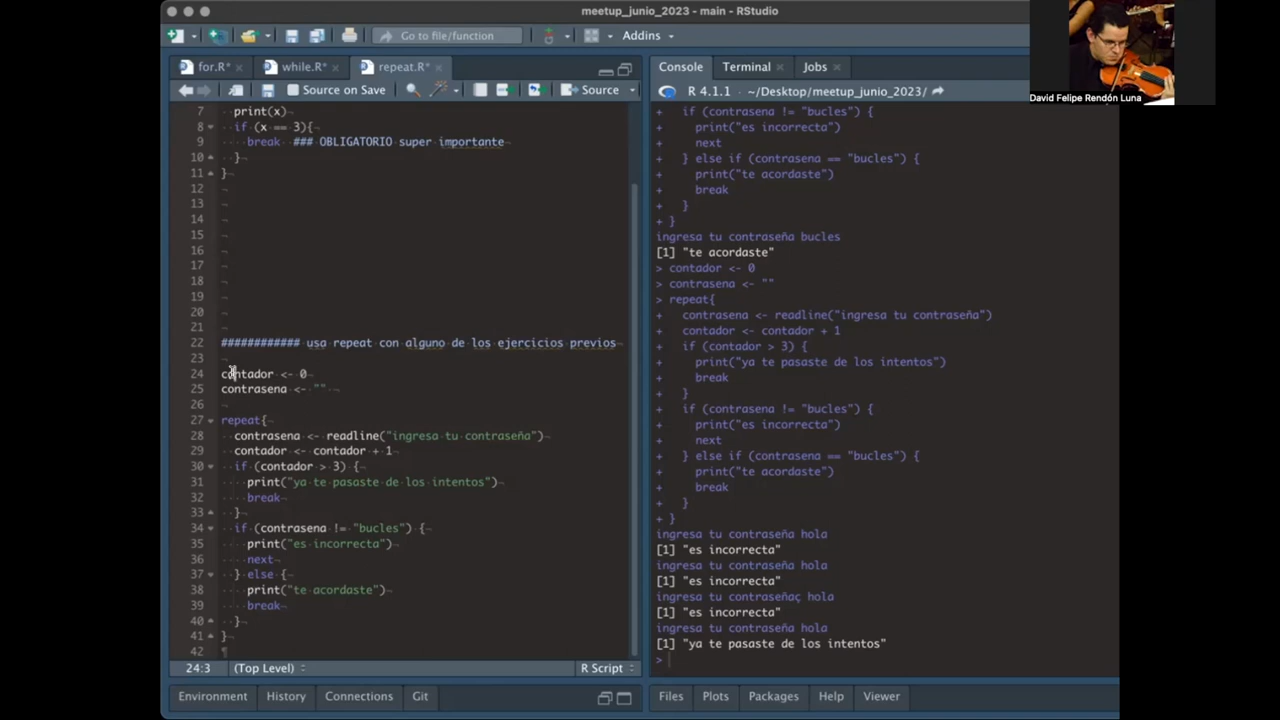 meetup_junio_2023 - main - RStudio
Go to file/function
Addins
for.R*
while.R*
repeat.R*
Source on Save
Source
7 print(x)
8 if (x == 3){
9 break ### OBLIGATORIO super importante
10 }
11 }
12
13
14
15
16
17
18
19
20
21
22 ############ usa repeat con alguno de los ejercicios previos
23
24 contador <- 0
25 contrasena <- ""
26
27 repeat{
28 contrasena <- readline("ingresa tu contraseña")
29 contador <- contador + 1
30 if (contador > 3) {
31 print("ya te pasaste de los intentos")
32 break
33 }
34 if (contrasena != "bucles") {
35 print("es incorrecta")
36 next
37 } else {
38 print("te acordaste")
39 break
40 }
41 }
42
24:3
(Top Level)
R Script
Environment
History
Connections
Git
Console
Terminal
Jobs
R 4.1.1 · ~/Desktop/meetup_junio_2023/
+ if (contrasena != "bucles") {
+ print("es incorrecta")
+ next
+ } else if (contrasena == "bucles") {
+ print("te acordaste")
+ break
+ }
+ }
ingresa tu contraseña bucles
[1] "te acordaste"
> contador <- 0
> contrasena <- ""
> repeat{
+ contrasena <- readline("ingresa tu contraseña")
+ contador <- contador + 1
+ if (contador > 3) {
+ print("ya te pasaste de los intentos")
+ break
+ }
+ if (contrasena != "bucles") {
+ print("es incorrecta")
+ next
+ } else if (contrasena == "bucles") {
+ print("te acordaste")
+ break
+ }
+ }
ingresa tu contraseña hola
[1] "es incorrecta"
ingresa tu contraseña hola
[1] "es incorrecta"
ingresa tu contraseñaç hola
[1] "es incorrecta"
ingresa tu contraseña hola
[1] "ya te pasaste de los intentos"
>
Files
Plots
Packages
Help
Viewer
David Felipe Rendón Luna